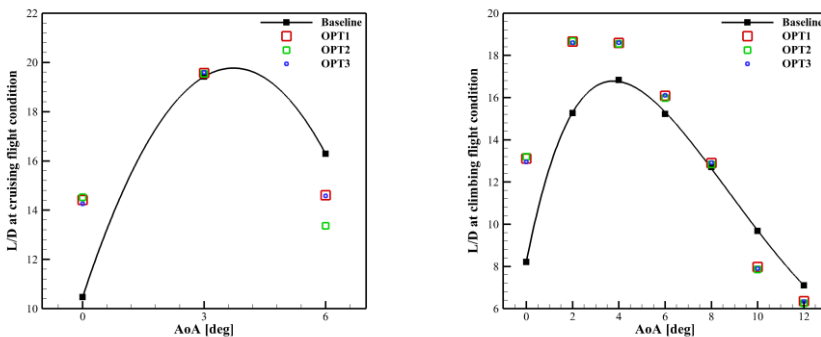 L/D at cruising flight condition
22
20
18
16
14
12
10
0
3
6
AoA [deg]
Baseline
OPT1
OPT2
OPT3
L/D at climbing flight condition
20
18
16
14
12
10
8
6
0
2
4
6
8
10
12
AoA [deg]
Baseline
OPT1
OPT2
OPT3